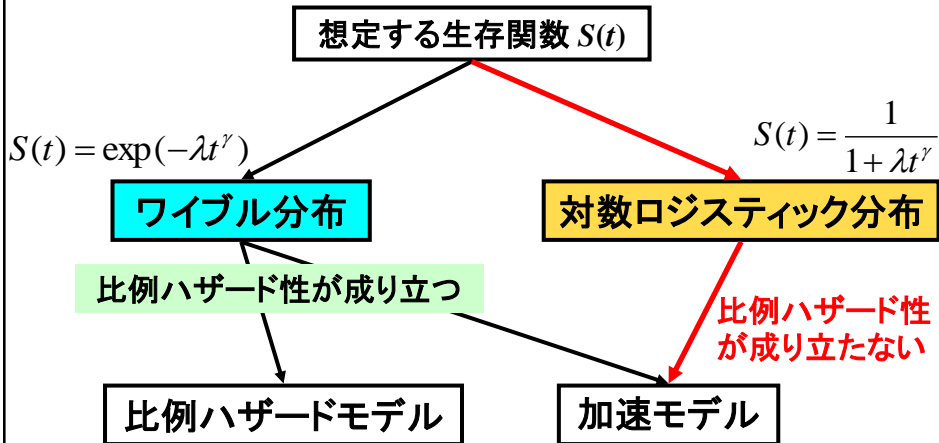 想定する生存関数 S(t)
S(t) = exp(−λt^γ)
S(t) = 1 / (1 + λt^γ)
ワイブル分布
対数ロジスティック分布
比例ハザード性が成り立つ
比例ハザード性
が成り立たない
比例ハザードモデル
加速モデル